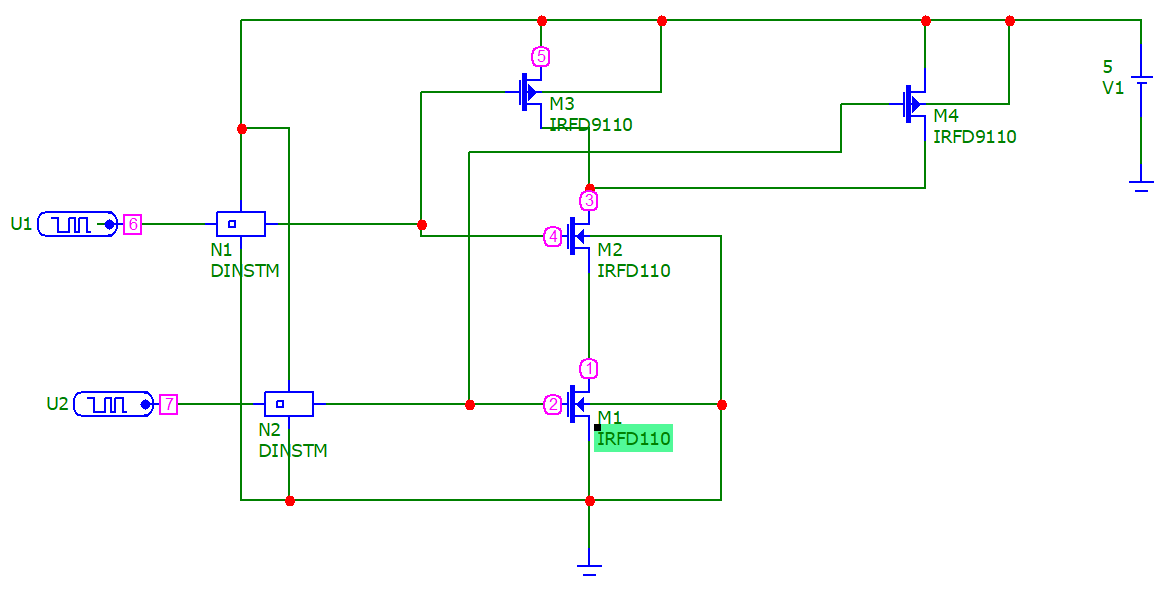 5
5
V1
M3
IRFD9110
M4
IRFD9110
3
U1
6
4
M2
IRFD110
N1
DINSTM
1
U2
7
2
M1
IRFD110
N2
DINSTM